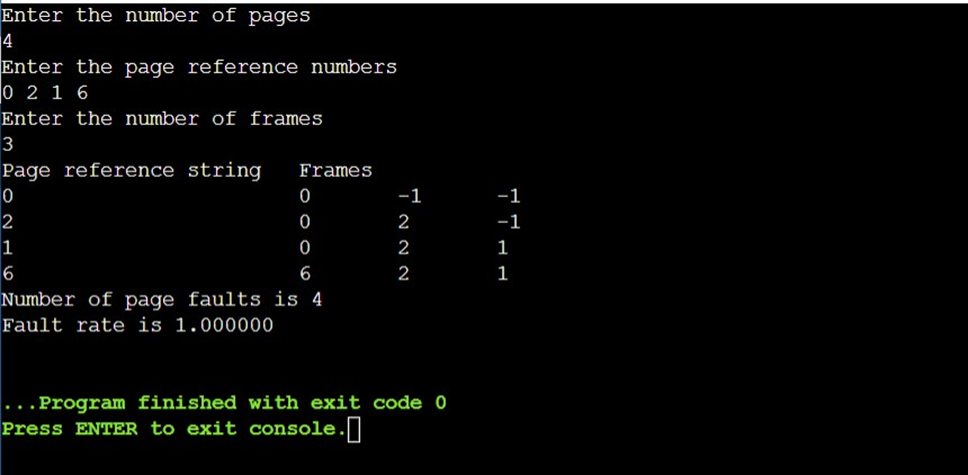 Enter the number of pages
4
Enter the page reference numbers
0 2 1 6
Enter the number of frames
3
Page reference string   Frames
0                       0       -1      -1
2                       0       2       -1
1                       0       2       1
6                       6       2       1
Number of page faults is 4
Fault rate is 1.000000
...Program finished with exit code 0
Press ENTER to exit console.